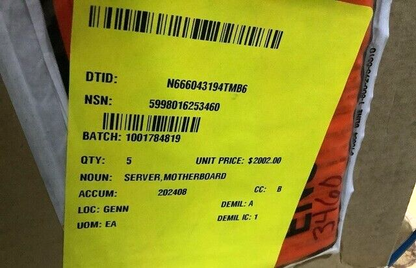 DTID: N666043194TMB6
NSN: 5998016253460
BATCH: 1001784819
QTY: 5 UNIT PRICE: $2002.00
NOUN: SERVER,MOTHERBOARD
ACCUM: 202408 CC: B
LOC: GENN DEMIL: A
UOM: EA DEMIL IC: 1
34600